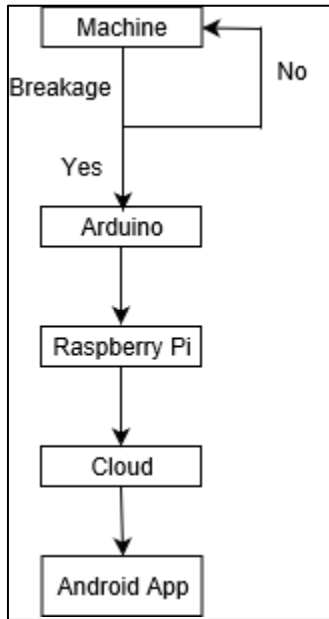 Machine
Breakage
No
Yes
Arduino
Raspberry Pi
Cloud
Android App